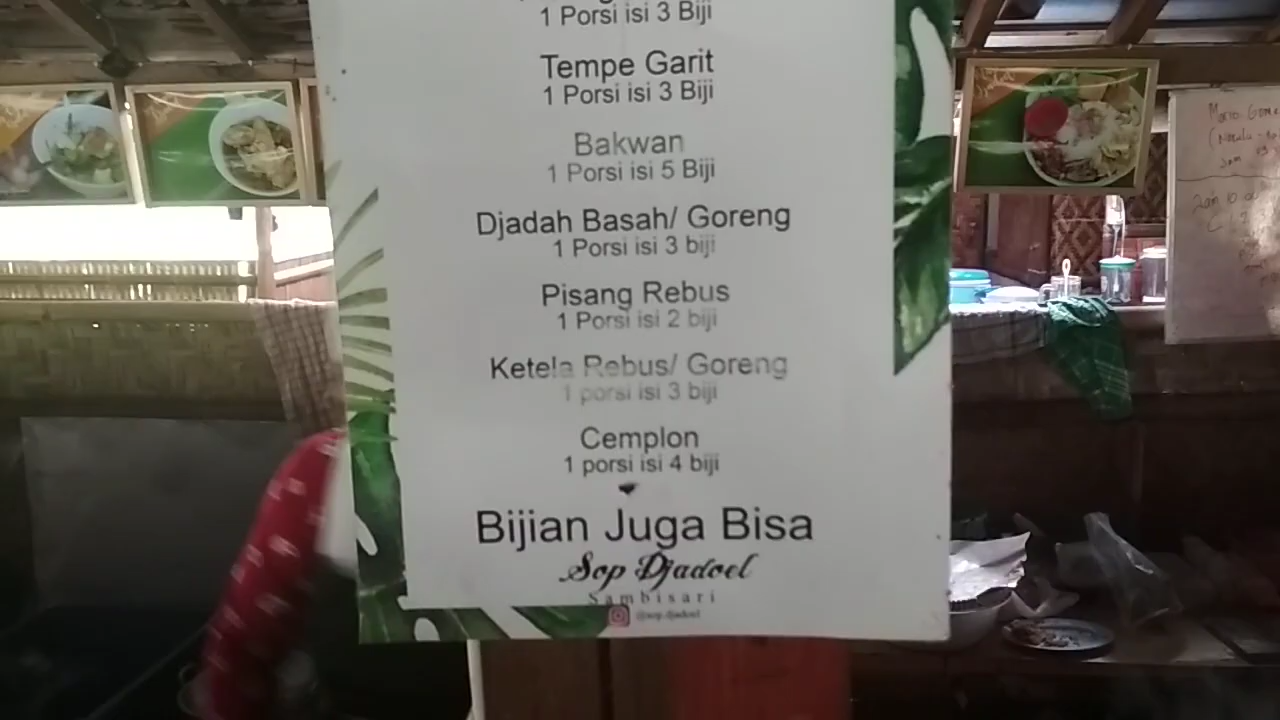 1 Porsi isi 3 Biji
Tempe Garit
1 Porsi isi 3 Biji
Bakwan
1 Porsi isi 5 Biji
Djadah Basah/ Goreng
1 Porsi isi 3 biji
Pisang Rebus
1 Porsi isi 2 biji
Ketela Rebus/ Goreng
1 porsi isi 3 biji
Cemplon
1 porsi isi 4 biji
Bijian Juga Bisa
Sop Djadoel
Sambisari
@sop.djadoel